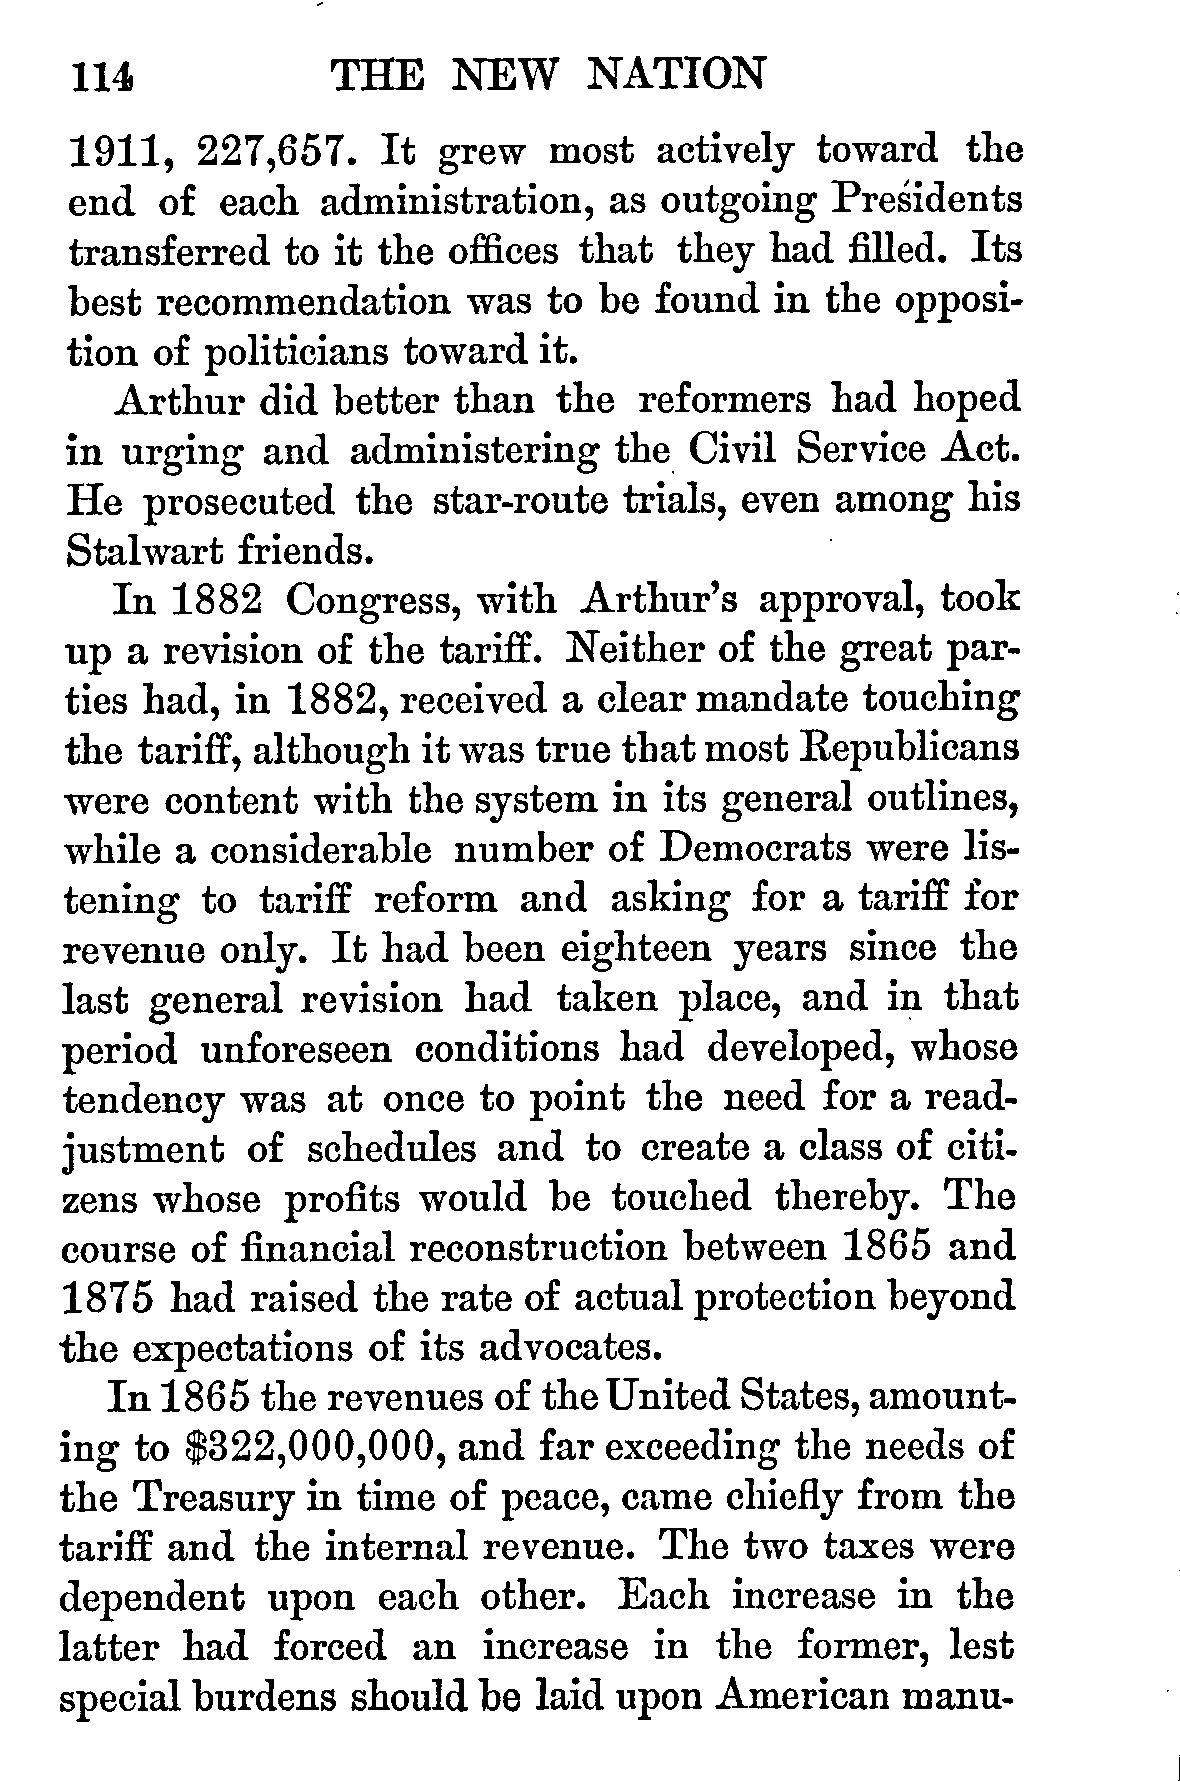 114 THE NEW NATION
1911, 227,657. It grew most actively toward the
end of each administration, as outgoing Presidents
transferred to it the offices that they had filled. Its
best recommendation was to be found in the opposi-
tion of politicians toward it.
Arthur did better than the reformers had hoped
in urging and administering the Civil Service Act.
He prosecuted the star-route trials, even among his
Stalwart friends.
In 1882 Congress, with Arthur's approval, took
up a revision of the tariff. Neither of the great par-
ties had, in 1882, received a clear mandate touching
the tariff, although it was true that most Republicans
were content with the system in its general outlines,
while a considerable number of Democrats were lis-
tening to tariff reform and asking for a tariff for
revenue only. It had been eighteen years since the
last general revision had taken place, and in that
period unforeseen conditions had developed, whose
tendency was at once to point the need for a read-
justment of schedules and to create a class of citi-
zens whose profits would be touched thereby. The
course of financial reconstruction between 1865 and
1875 had raised the rate of actual protection beyond
the expectations of its advocates.
In 1865 the revenues of the United States, amount-
ing to $322,000,000, and far exceeding the needs of
the Treasury in time of peace, came chiefly from the
tariff and the internal revenue. The two taxes were
dependent upon each other. Each increase in the
latter had forced an increase in the former, lest
special burdens should be laid upon American manu-